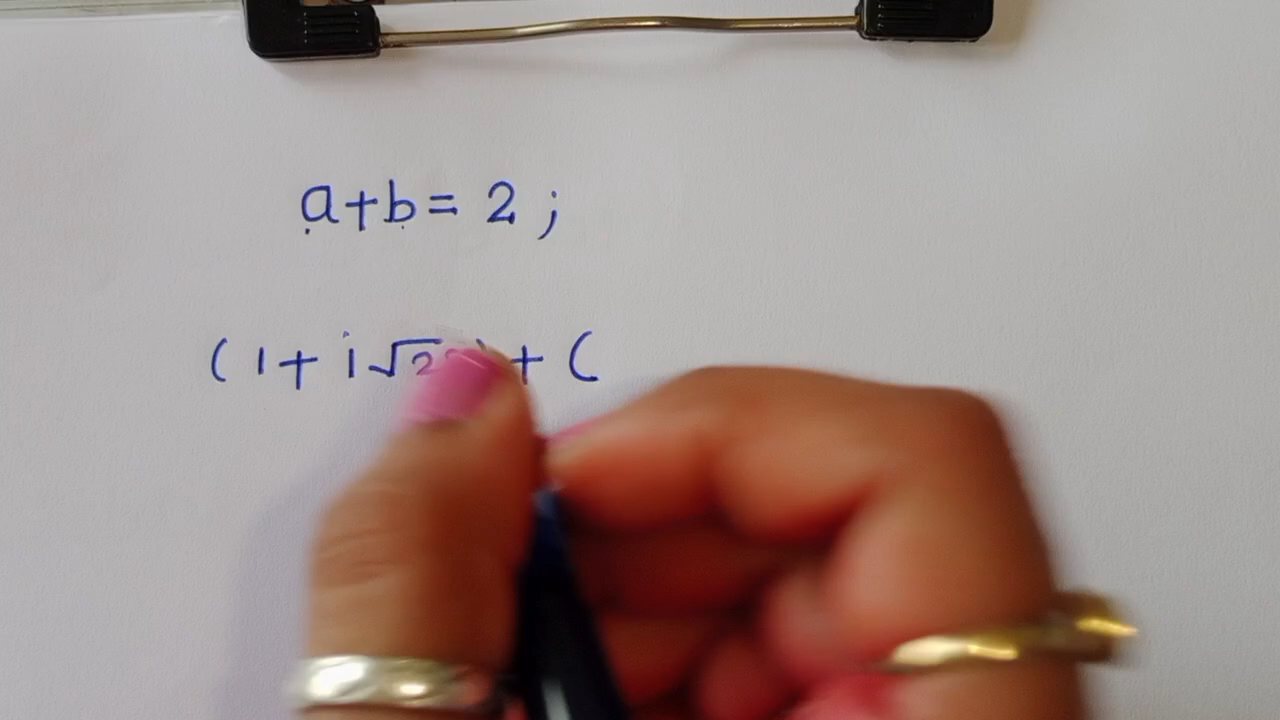 a+b= 2 ;
(1+ i√2 ) + (